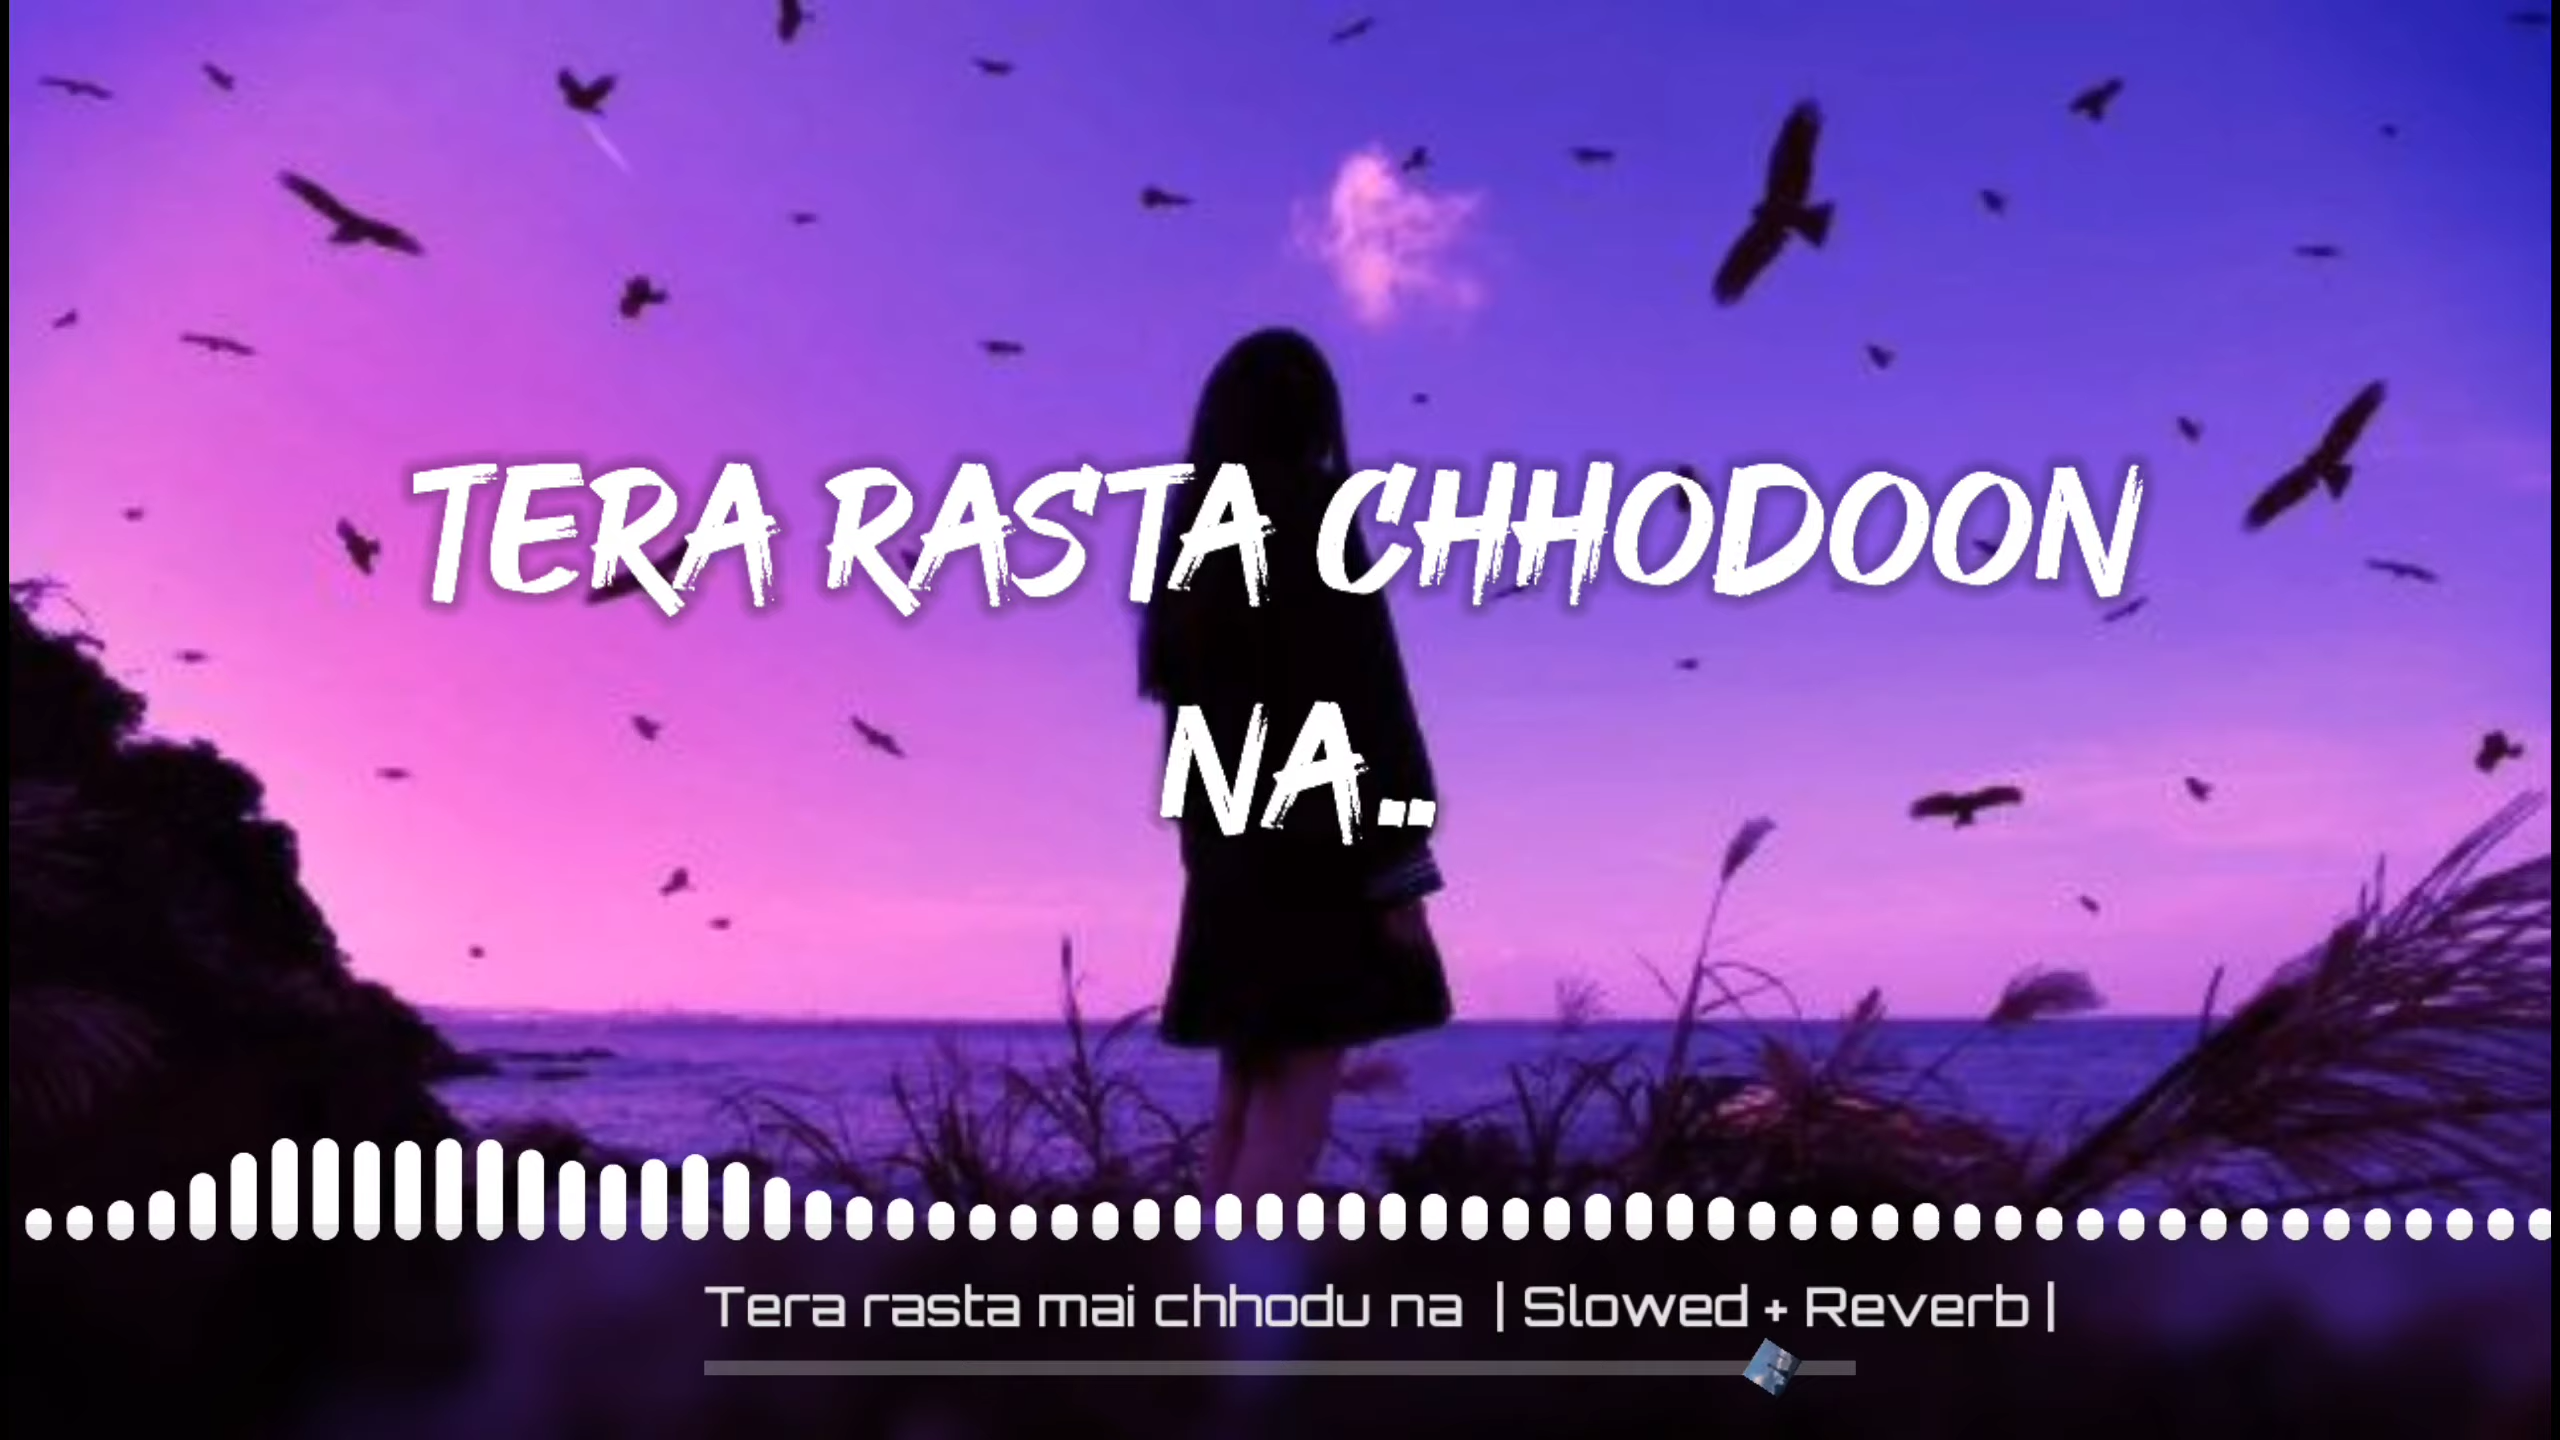 TERA RASTA CHHODOON
NA..
Tera rasta mai chhodu na | Slowed + Reverb |